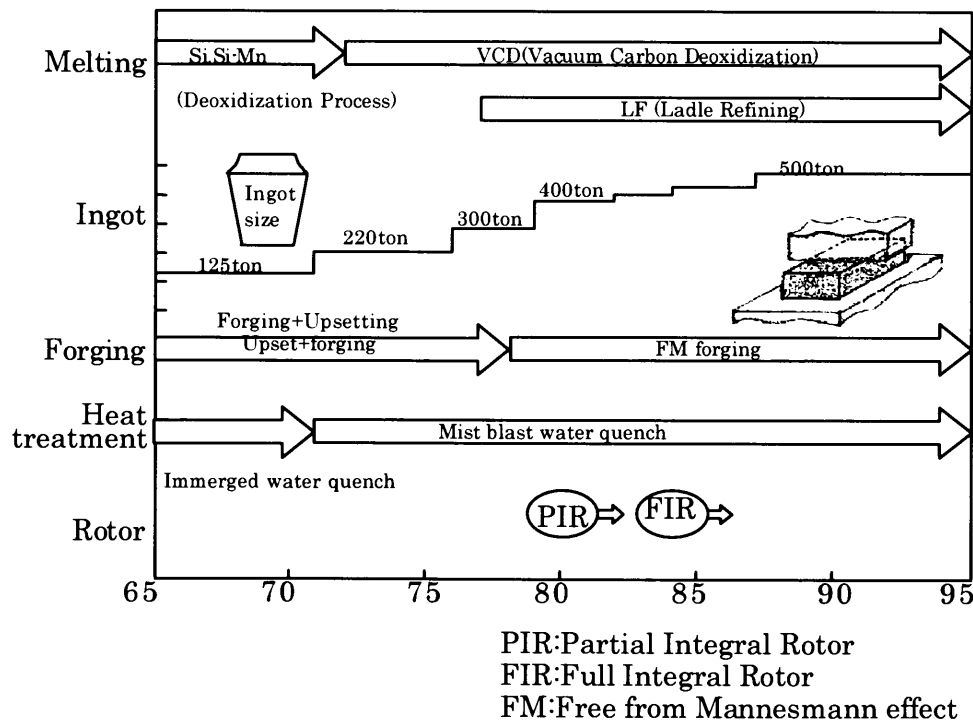 Melting
Si.Si·Mn
VCD(Vacuum Carbon Deoxidization)
(Deoxidization Process)
LF (Ladle Refining)
Ingot
Ingot
size
125ton
220ton
300ton
400ton
500ton
Forging
Forging+Upsetting
Upset+forging
FM forging
Heat
treatment
Mist blast water quench
Immerged water quench
Rotor
PIR
FIR
65 70 75 80 85 90 95
PIR:Partial Integral Rotor
FIR:Full Integral Rotor
FM:Free from Mannesmann effect